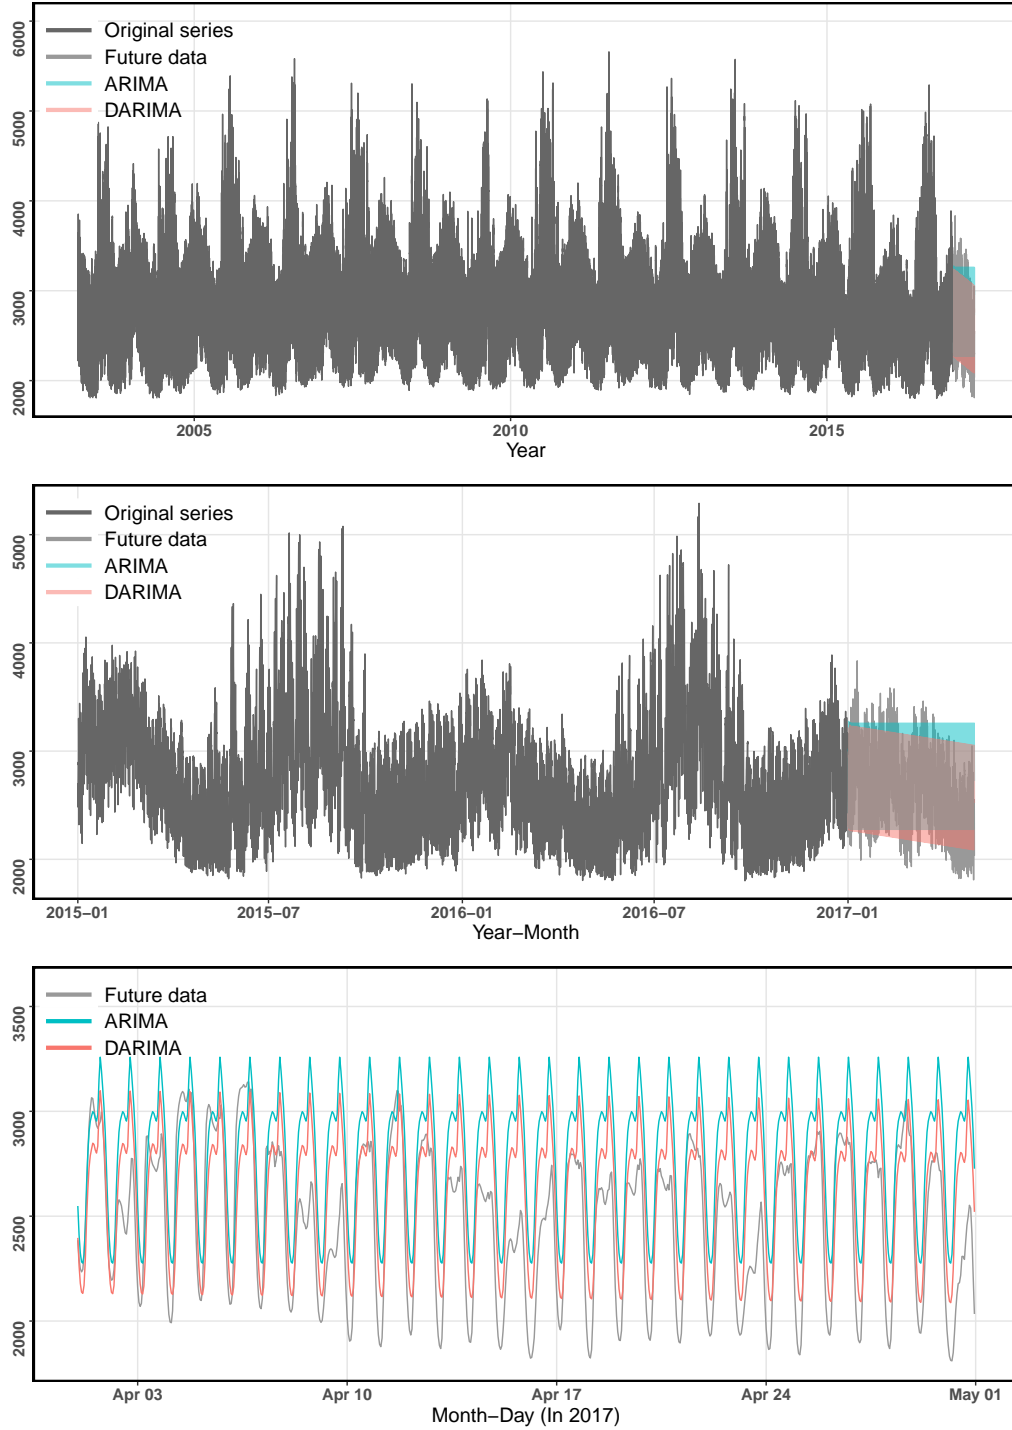 Original series
Future data
ARIMA
DARIMA
6000
5000
4000
3000
2000
2005
2010
2015
Year
Original series
Future data
ARIMA
DARIMA
5000
4000
3000
2000
2015−01
2015−07
2016−01
2016−07
2017−01
Year−Month
Future data
ARIMA
DARIMA
3500
3000
2500
2000
Apr 03
Apr 10
Apr 17
Apr 24
May 01
Month−Day (In 2017)